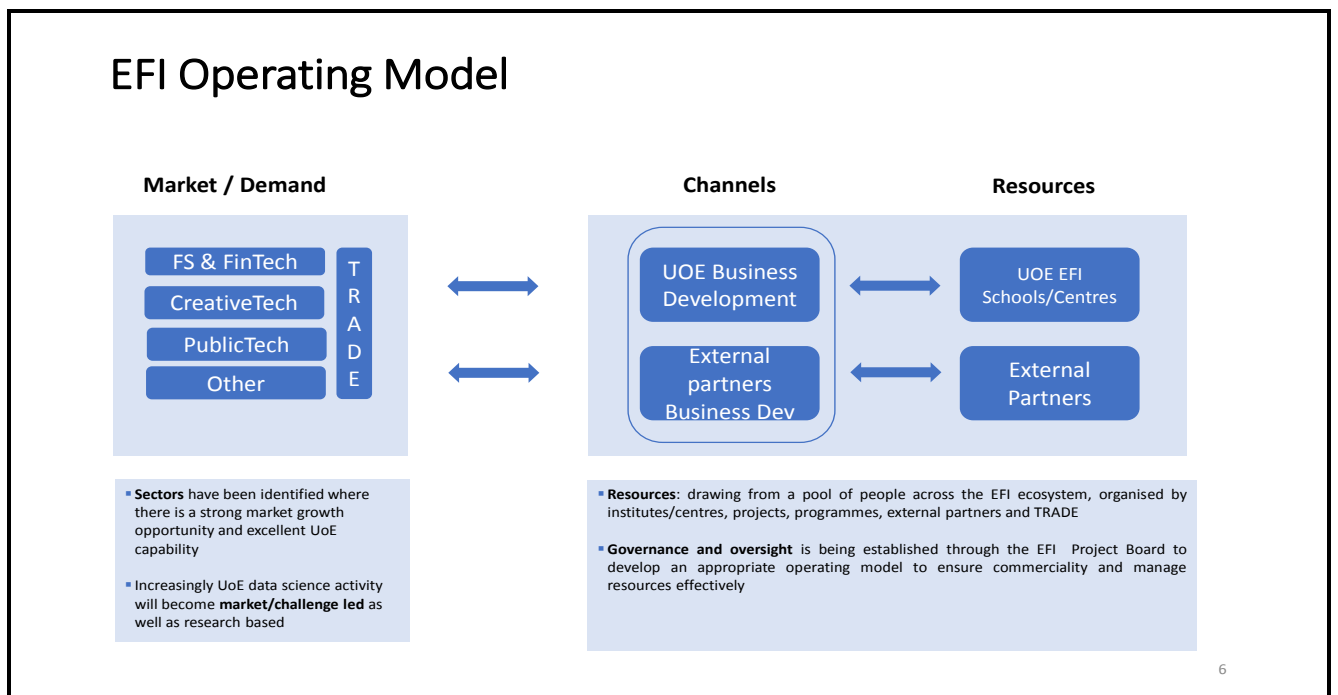 EFI Operating Model
Market / Demand
Channels
Resources
FS & FinTech
CreativeTech
PublicTech
Other
T
R
A
D
E
UOE Business
Development
External
partners
Business Dev
UOE EFI
Schools/Centres
External
Partners
▪ Sectors have been identified where
there is a strong market growth
opportunity and excellent UoE
capability
▪ Increasingly UoE data science activity
will become market/challenge led as
well as research based
▪ Resources: drawing from a pool of people across the EFI ecosystem, organised by
institutes/centres, projects, programmes, external partners and TRADE
▪ Governance and oversight is being established through the EFI Project Board to
develop an appropriate operating model to ensure commerciality and manage
resources effectively
6